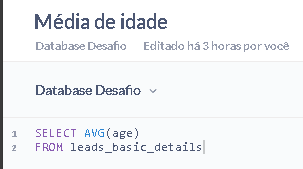 Média de idade
Database Desafio Editado há 3 horas por você
Database Desafio
1 SELECT AVG(age)
2 FROM leads_basic_details